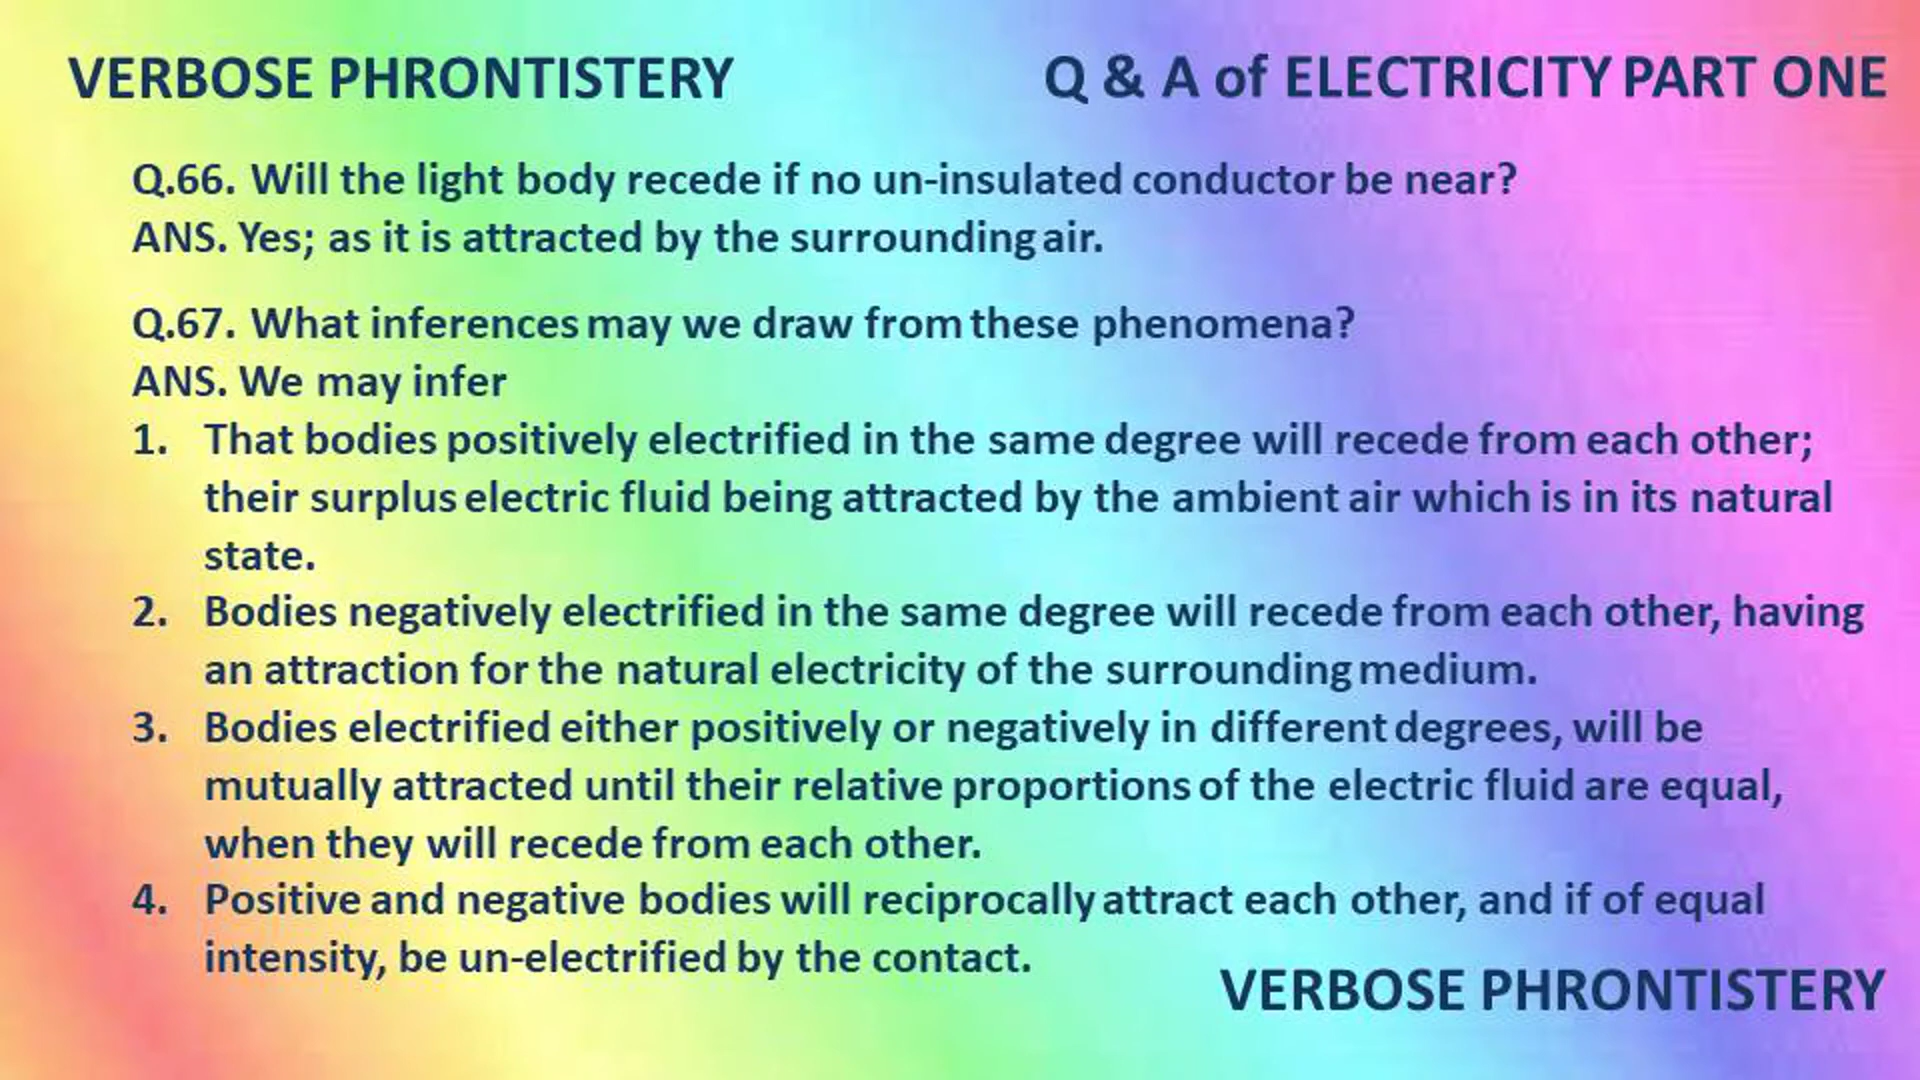 VERBOSE PHRONTISTERY
Q & A of ELECTRICITY PART ONE
Q.66. Will the light body recede if no un-insulated conductor be near?
ANS. Yes; as it is attracted by the surrounding air.
Q.67. What inferences may we draw from these phenomena?
ANS. We may infer
1. That bodies positively electrified in the same degree will recede from each other;
their surplus electric fluid being attracted by the ambient air which is in its natural
state.
2. Bodies negatively electrified in the same degree will recede from each other, having
an attraction for the natural electricity of the surrounding medium.
3. Bodies electrified either positively or negatively in different degrees, will be
mutually attracted until their relative proportions of the electric fluid are equal,
when they will recede from each other.
4. Positive and negative bodies will reciprocally attract each other, and if of equal
intensity, be un-electrified by the contact.
VERBOSE PHRONTISTERY